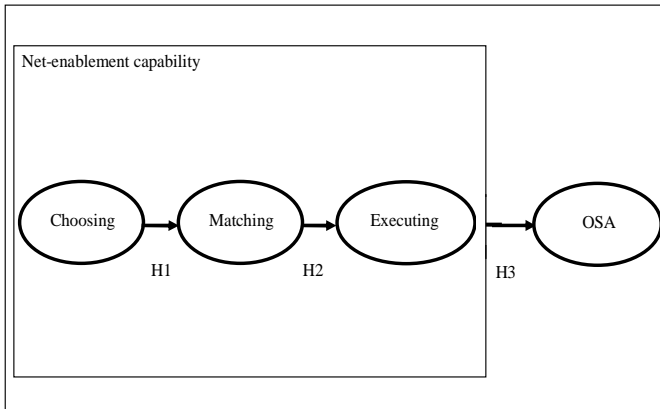 Net-enablement capability
Choosing
Matching
Executing
OSA
H1
H2
H3